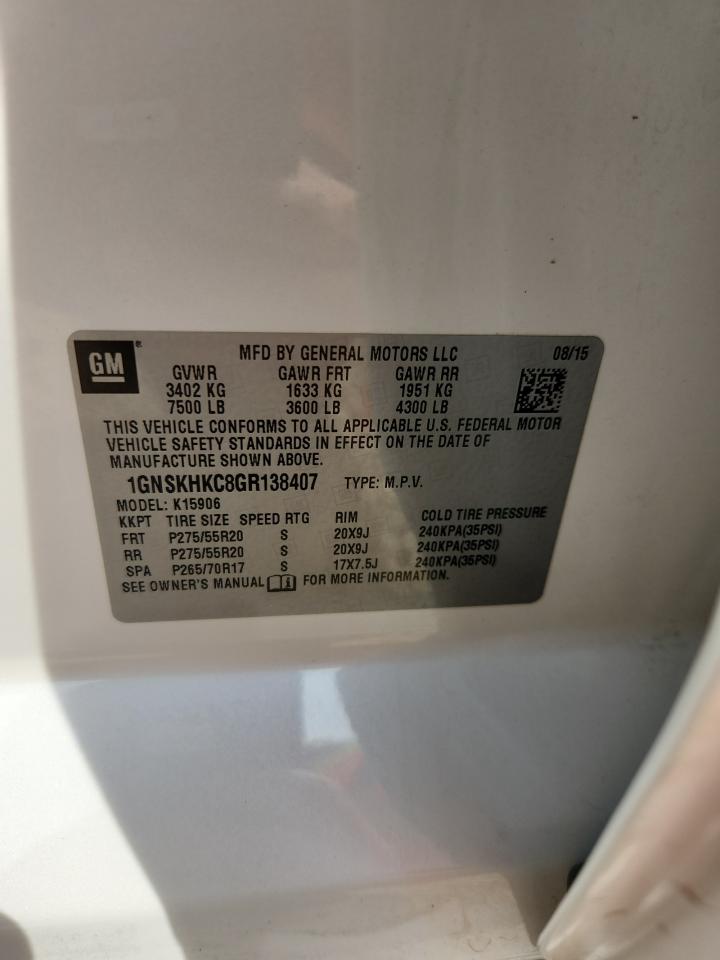 GM ® MFD BY GENERAL MOTORS LLC 08/15
GVWR GAWR FRT GAWR RR
3402 KG 1633 KG 1951 KG
7500 LB 3600 LB 4300 LB
THIS VEHICLE CONFORMS TO ALL APPLICABLE U.S. FEDERAL MOTOR
VEHICLE SAFETY STANDARDS IN EFFECT ON THE DATE OF
MANUFACTURE SHOWN ABOVE.
1GNSKHKC8GR138407 TYPE: M.P.V.
MODEL: K15906
KKPT TIRE SIZE SPEED RTG RIM COLD TIRE PRESSURE
FRT P275/55R20 S 20X9J 240KPA(35PSI)
RR P275/55R20 S 20X9J 240KPA(35PSI)
SPA P265/70R17 S 17X7.5J 240KPA(35PSI)
SEE OWNER'S MANUAL i FOR MORE INFORMATION.